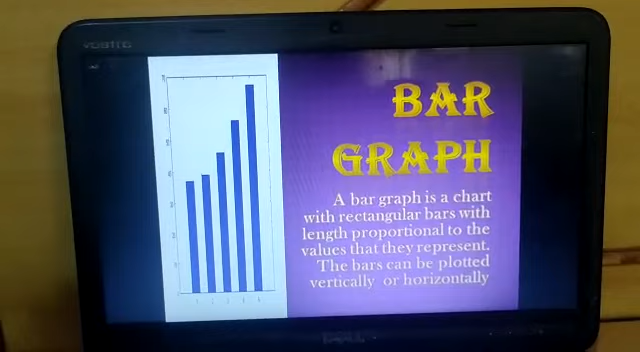 VOSTRO
BAR
GRAPH
A bar graph is a chart
with rectangular bars with
length proportional to the
values that they represent.
The bars can be plotted
vertically or horizontally